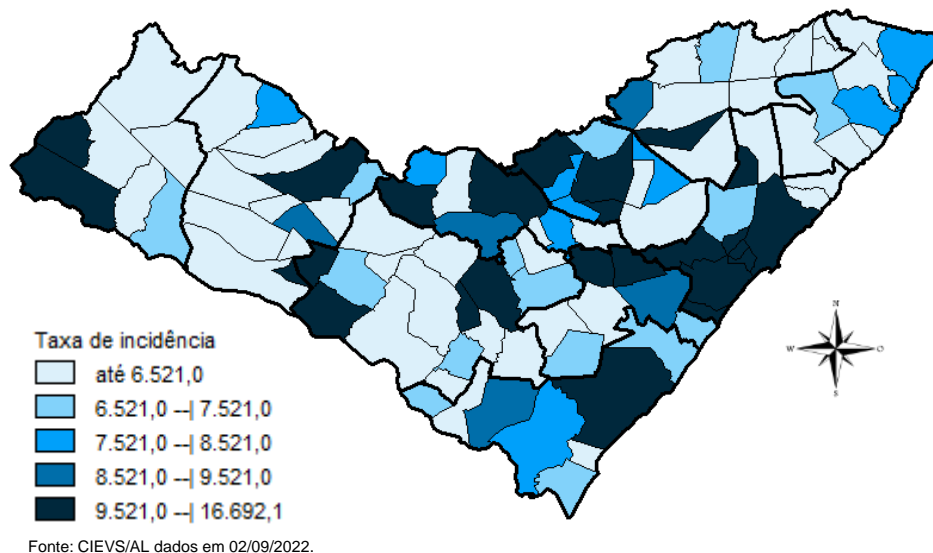 N
W
O
S
Taxa de incidência
até 6.521,0
6.521,0 --| 7.521,0
7.521,0 --| 8.521,0
8.521,0 --| 9.521,0
9.521,0 --| 16.692,1
Fonte: CIEVS/AL dados em 02/09/2022.